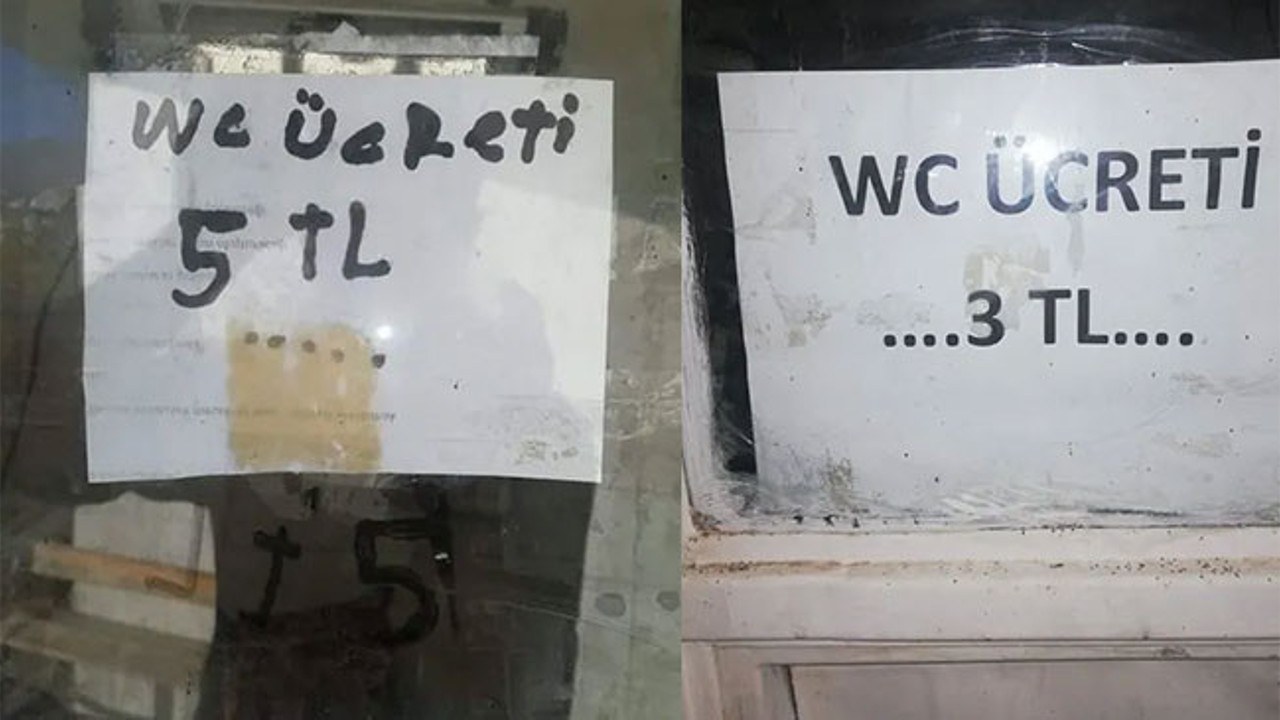 WC ÜCReti
5 TL
.....
WC ÜCRETİ
....3 TL....